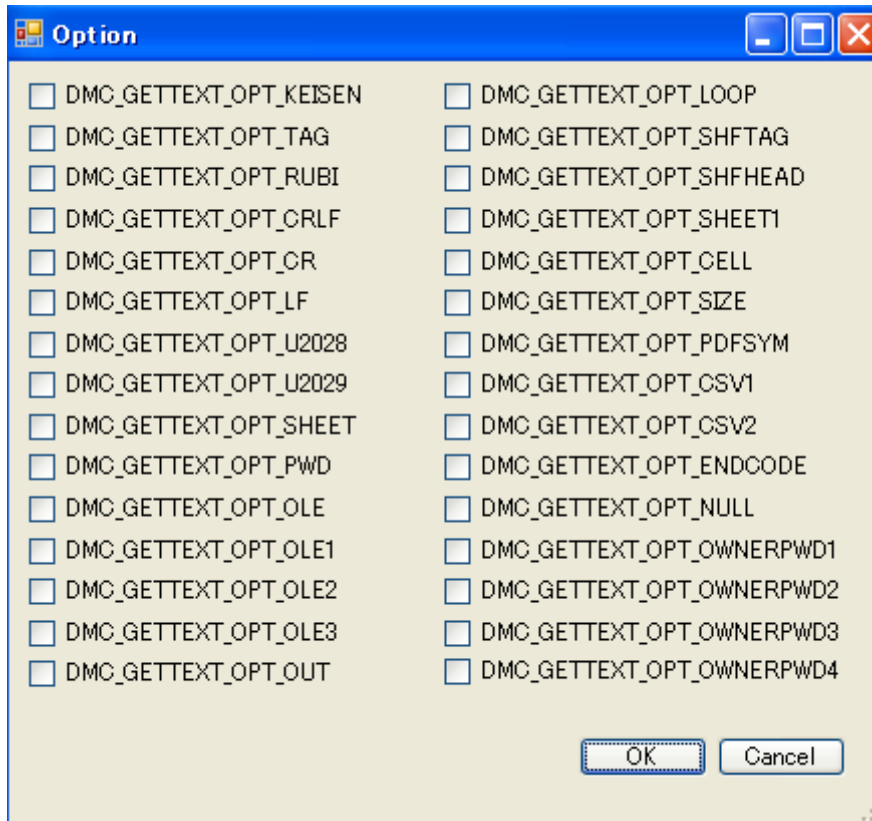 Option
DMC_GETTEXT_OPT_KEISEN
DMC_GETTEXT_OPT_TAG
DMC_GETTEXT_OPT_RUBI
DMC_GETTEXT_OPT_CRLF
DMC_GETTEXT_OPT_CR
DMC_GETTEXT_OPT_LF
DMC_GETTEXT_OPT_U2028
DMC_GETTEXT_OPT_U2029
DMC_GETTEXT_OPT_SHEET
DMC_GETTEXT_OPT_PWD
DMC_GETTEXT_OPT_OLE
DMC_GETTEXT_OPT_OLE1
DMC_GETTEXT_OPT_OLE2
DMC_GETTEXT_OPT_OLE3
DMC_GETTEXT_OPT_OUT
DMC_GETTEXT_OPT_LOOP
DMC_GETTEXT_OPT_SHFTAG
DMC_GETTEXT_OPT_SHFHEAD
DMC_GETTEXT_OPT_SHEET1
DMC_GETTEXT_OPT_CELL
DMC_GETTEXT_OPT_SIZE
DMC_GETTEXT_OPT_PDFSYM
DMC_GETTEXT_OPT_CSV1
DMC_GETTEXT_OPT_CSV2
DMC_GETTEXT_OPT_ENDCODE
DMC_GETTEXT_OPT_NULL
DMC_GETTEXT_OPT_OWNERPWD1
DMC_GETTEXT_OPT_OWNERPWD2
DMC_GETTEXT_OPT_OWNERPWD3
DMC_GETTEXT_OPT_OWNERPWD4
OK
Cancel